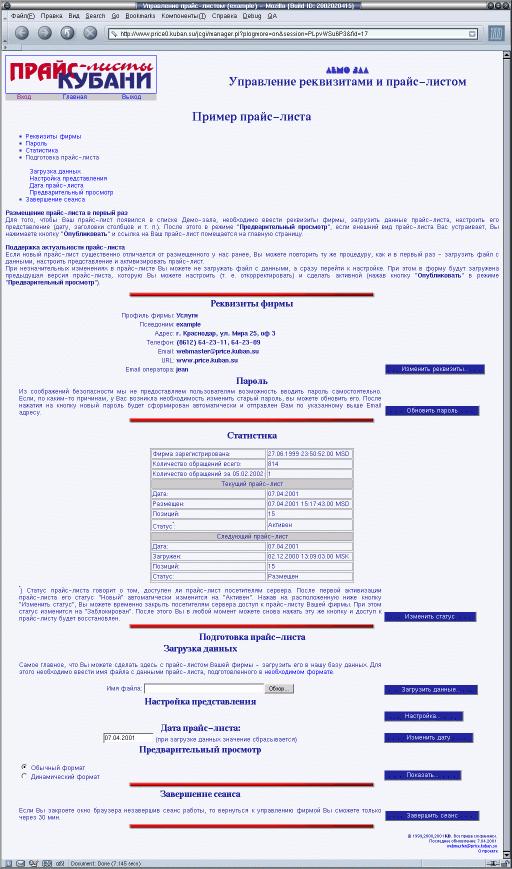 Управление прайс-листом (example) - Mozilla {Build ID: 2002020415}
Файл(F) Правка Вид Search Go Bookmarks Компоненты(T) Справка Debug QA
http://www.price0.kuban.su/jcgi/manager.pl?plogmore=on&session=PLpvWSu6P3&fid=17
ПРАЙС-листы
КУБАНИ
Вход Главная Выход
ДЕМО ЗАЛ
Управление реквизитами и прайс-листом
Пример прайс-листа
Реквизиты фирмы
Пароль
Статистика
Подготовка прайс-листа
Загрузка данных
Настройка представления
Дата прайс-листа
Предварительный просмотр
Завершение сеанса
Размещение прайс-листа в первый раз
Для того, чтобы Ваш прайс-лист появился в списке Демо-зала, необходимо ввести реквизиты фирмы, загрузить данные прайс-листа, настроить его
представление (дату, заголовки столбцов и т. п.). После этого в режиме "Предварительный просмотр", если внешний вид прайс-листа Вас устраивает, Вы
нажимаете кнопку "Опубликовать" и ссылка на Ваш прайс-лист помещается на главную страницу.
Поддержка актуальности прайс-листа
Если новый прайс-лист существенно отличается от размещенного у нас ранее, Вы можете повторить ту же процедуру, как и в первый раз - загрузить файл с
данными, настроить представление и активизировать прайс-лист.
При незначительных изменениях в прайс-листе Вы можете не загружать файл с данными, а сразу перейти к настройке. При этом в форму будут загружена
предыдущая версия прайс-листа, которую Вы можете настроить (т. е. откорректировать) и сделать активной (нажав кнопку "Опубликовать" в режиме
"Предварительный просмотр").
Реквизиты фирмы
Профиль фирмы: Услуги
Псевдоним: example
Адрес: г. Краснодар, ул. Мира 25, оф 3
Телефон: (8612) 64-23-11, 64-23-09
Email: webmaster@price.kuban.su
URL: www.price.kuban.su
Email оператора: jean
Изменить реквизиты...
Пароль
Из соображений безопасности мы не предоставляем пользователям возможность вводить пароль самостоятельно.
Если, по каким-то причинам, у Вас возникла необходимость изменить старый пароль, вы можете обновить его. После
нажатия на кнопку новый пароль будет сформирован автоматически и отправлен Вам по указанному выше Email
адресу.
Обновить пароль
Статистика
Фирма зарегистрирована: 27.06.1999 23:50:52.00 MSD
Количество обращений всего: 814
Количество обращений за 05.02.2002: 1
Текущий прайс-лист
Дата: 07.04.2001
Размещен: 07.04.2001 15:17:43.00 MSD
Позиций: 15
Статус* Активен
Следующий прайс-лист
Дата: 07.04.2001
Загружен: 02.12.2000 13:09:03.00 MSK
Позиций: 15
Статус: Размещен
*) Статус прайс-листа говорит о том, доступен ли прайс-лист посетителям сервера. После первой активизации
прайс-листа его статус "Новый" автоматически изменится на "Активен". Нажав на расположенную ниже кнопку
"Изменить статус", Вы можете временно закрыть посетителям сервера доступ к прайс-листу Вашей фирмы. При этом
статус изменится на "Заблокирован". После этого Вы в любой момент можете снова нажать эту же кнопку и доступ к
прайс-листу будет восстановлен.
Изменить статус
Подготовка прайс-листа
Загрузка данных
Самое главное, что Вы можете сделать здесь с прайс-листом Вашей фирмы - загрузить его в нашу базу данных. Для
этого необходимо ввести имя файла с данными прайс-листа, подготовленного в необходимом формате.
Имя файла: Обзор...
Загрузить данные...
Настройка представления
Настройка...
Дата прайс-листа:
07.04.2001 (при загрузке данных значение сбрасывается)
Изменить дату
Предварительный просмотр
Обычный формат
Динамический формат
Показать...
Завершение сеанса
Если Вы закроете окно браузера незавершив сеанс работы, то вернуться к управлению фирмой Вы сможете только
через 30 мин.
Завершить сеанс
© 1999,2000,2001 КИВ. Все права сохранены.
Последнее обновление: 7.04.2001
webmaster@price.kuban.su
О проекте
Document: Done (7.145 secs)